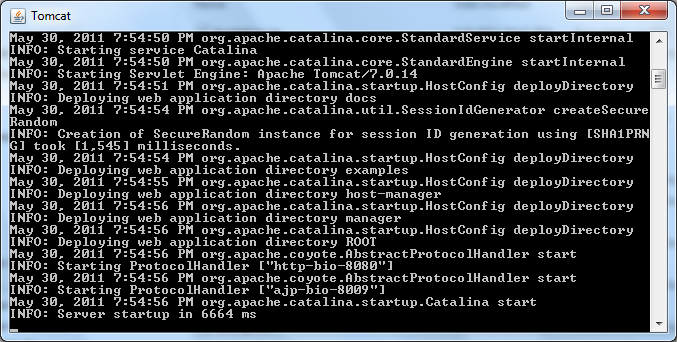 Tomcat
May 30, 2011 7:54:50 PM org.apache.catalina.core.StandardService startInternal
INFO: Starting service Catalina
May 30, 2011 7:54:50 PM org.apache.catalina.core.StandardEngine startInternal
INFO: Starting Servlet Engine: Apache Tomcat/7.0.14
May 30, 2011 7:54:51 PM org.apache.catalina.startup.HostConfig deployDirectory
INFO: Deploying web application directory docs
May 30, 2011 7:54:54 PM org.apache.catalina.util.SessionIdGenerator createSecure
Random
INFO: Creation of SecureRandom instance for session ID generation using [SHA1PRN
G] took [1,545] milliseconds.
May 30, 2011 7:54:54 PM org.apache.catalina.startup.HostConfig deployDirectory
INFO: Deploying web application directory examples
May 30, 2011 7:54:55 PM org.apache.catalina.startup.HostConfig deployDirectory
INFO: Deploying web application directory host-manager
May 30, 2011 7:54:56 PM org.apache.catalina.startup.HostConfig deployDirectory
INFO: Deploying web application directory manager
May 30, 2011 7:54:56 PM org.apache.catalina.startup.HostConfig deployDirectory
INFO: Deploying web application directory ROOT
May 30, 2011 7:54:56 PM org.apache.coyote.AbstractProtocolHandler start
INFO: Starting ProtocolHandler ["http-bio-8080"]
May 30, 2011 7:54:56 PM org.apache.coyote.AbstractProtocolHandler start
INFO: Starting ProtocolHandler ["ajp-bio-8009"]
May 30, 2011 7:54:56 PM org.apache.catalina.startup.Catalina start
INFO: Server startup in 6664 ms